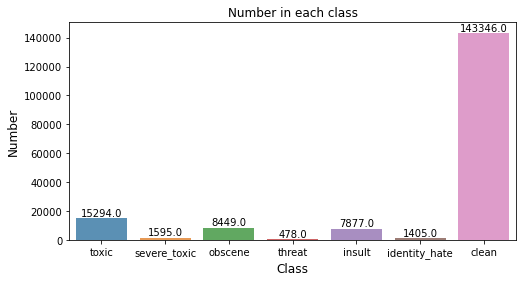 Number in each class
Number
140000
120000
100000
80000
60000
40000
20000
0
15294.0
1595.0
8449.0
478.0
7877.0
1405.0
143346.0
toxic
severe_toxic
obscene
threat
insult
identity_hate
clean
Class